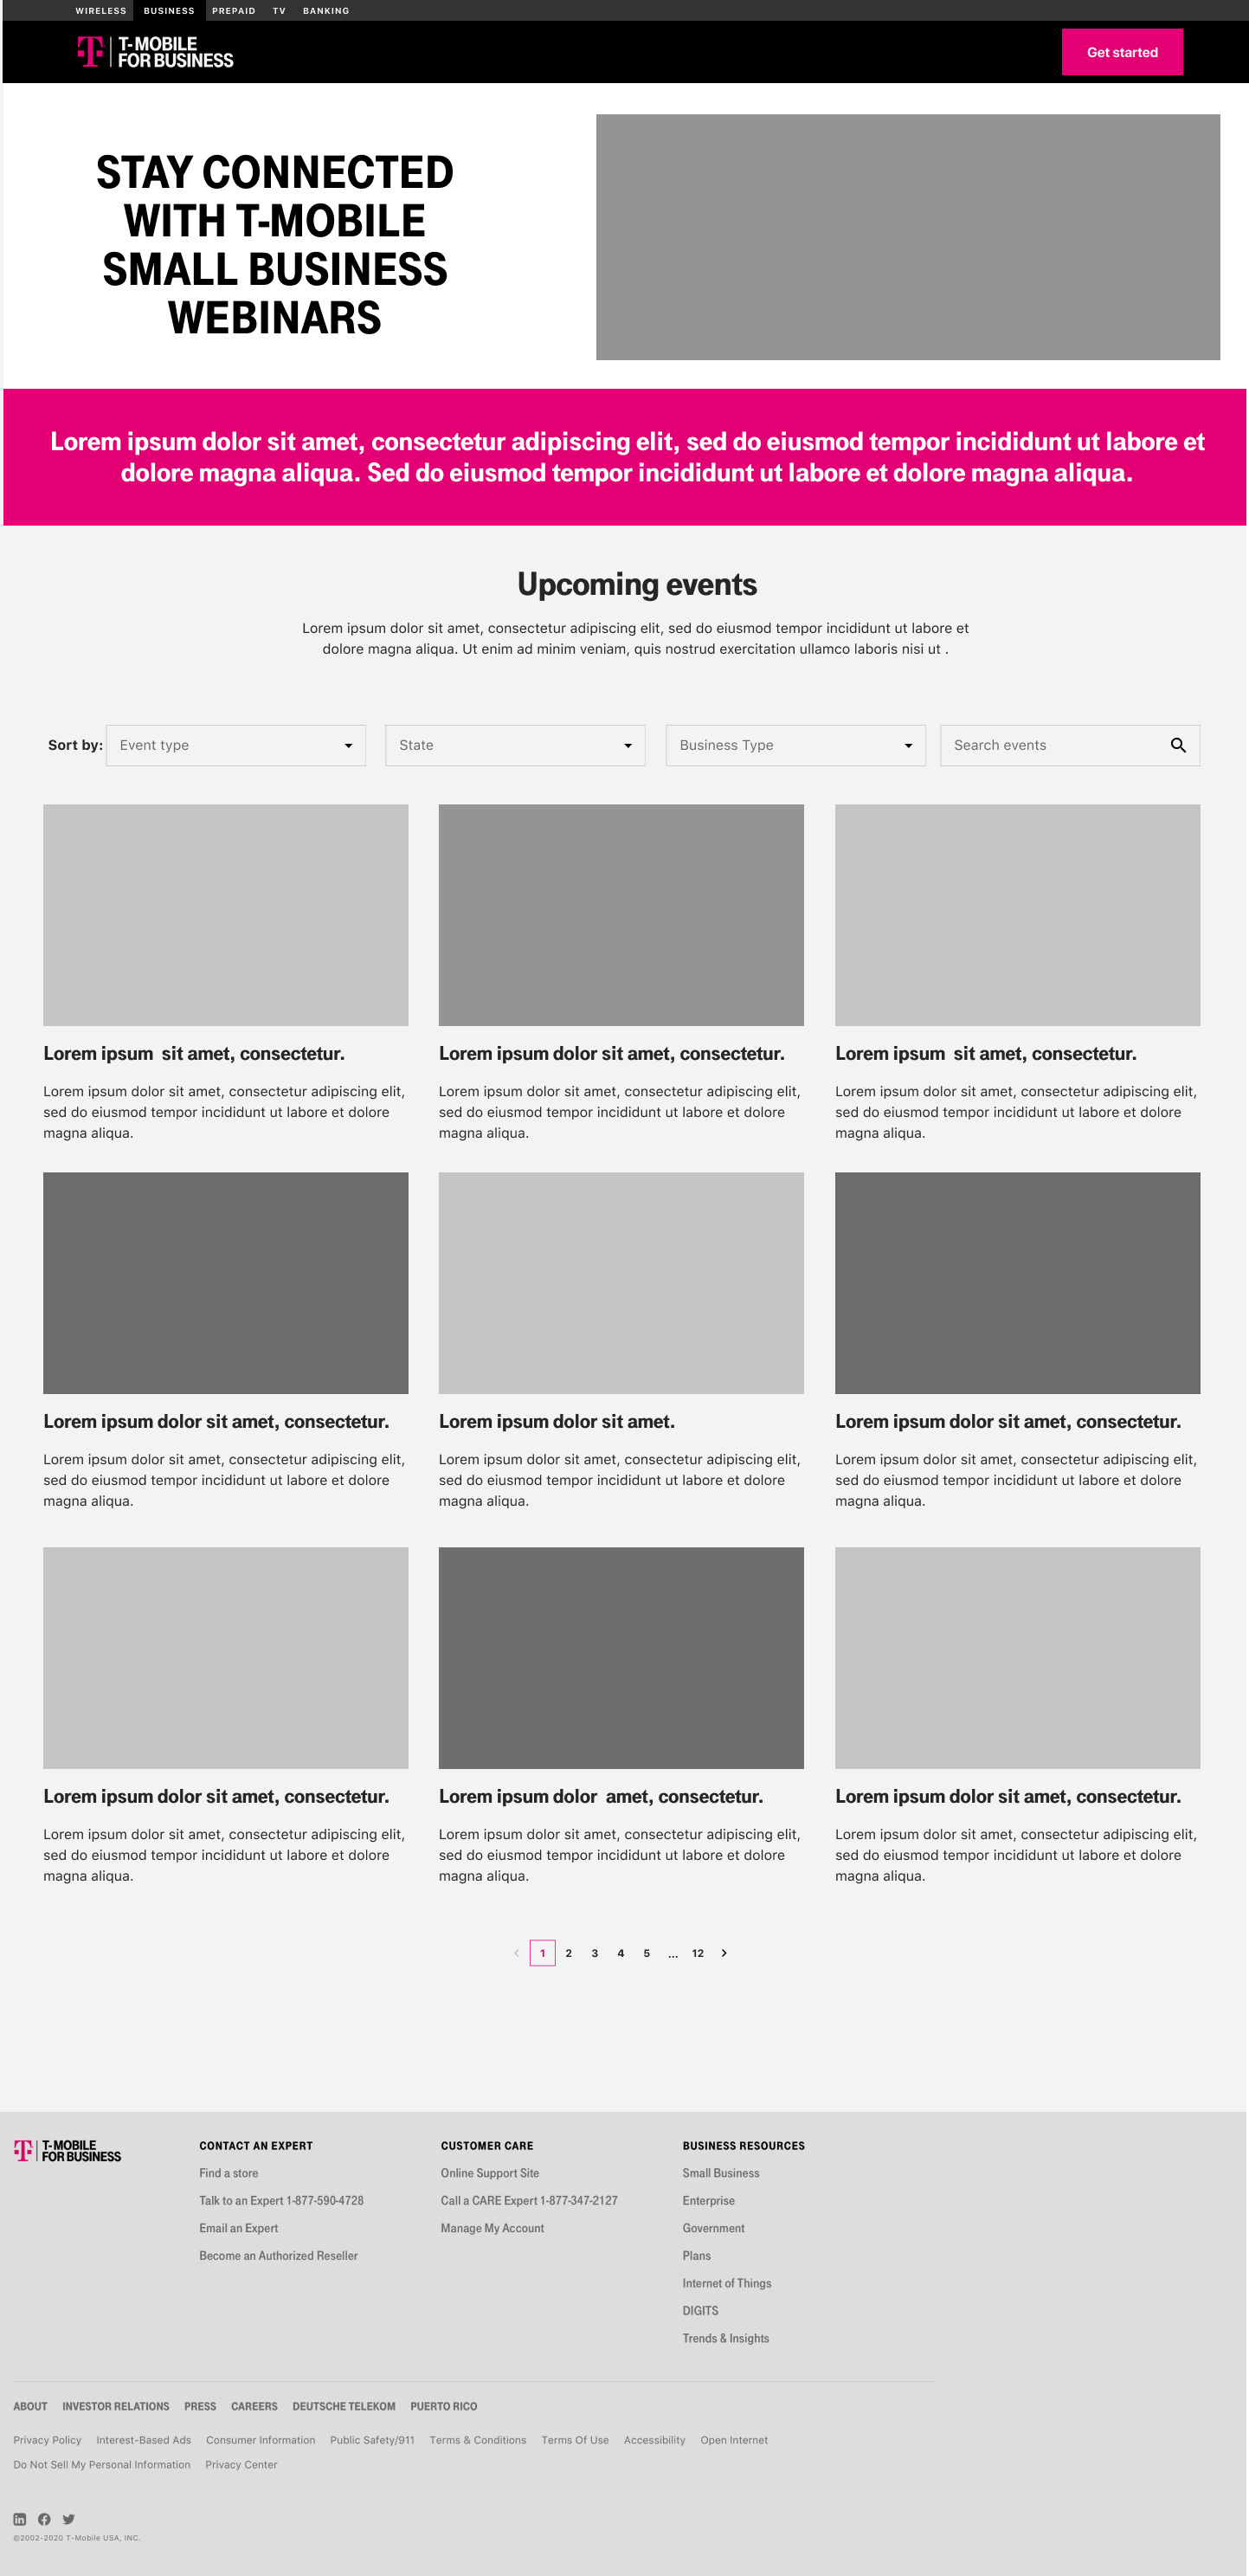 WIRELESS BUSINESS PREPAID TV BANKING
T-MOBILE
FOR BUSINESS
Get started
STAY CONNECTED
WITH T-MOBILE
SMALL BUSINESS
WEBINARS
Lorem ipsum dolor sit amet, consectetur adipiscing elit, sed do eiusmod tempor incididunt ut labore et
dolore magna aliqua. Sed do eiusmod tempor incididunt ut labore et dolore magna aliqua.
Upcoming events
Lorem ipsum dolor sit amet, consectetur adipiscing elit, sed do eiusmod tempor incididunt ut labore et
dolore magna aliqua. Ut enim ad minim veniam, quis nostrud exercitation ullamco laboris nisi ut .
Sort by: Event type State Business Type Search events
Lorem ipsum  sit amet, consectetur.
Lorem ipsum dolor sit amet, consectetur adipiscing elit,
sed do eiusmod tempor incididunt ut labore et dolore
magna aliqua.
Lorem ipsum dolor sit amet, consectetur.
Lorem ipsum dolor sit amet, consectetur adipiscing elit,
sed do eiusmod tempor incididunt ut labore et dolore
magna aliqua.
Lorem ipsum  sit amet, consectetur.
Lorem ipsum dolor sit amet, consectetur adipiscing elit,
sed do eiusmod tempor incididunt ut labore et dolore
magna aliqua.
Lorem ipsum dolor sit amet, consectetur.
Lorem ipsum dolor sit amet, consectetur adipiscing elit,
sed do eiusmod tempor incididunt ut labore et dolore
magna aliqua.
Lorem ipsum dolor sit amet.
Lorem ipsum dolor sit amet, consectetur adipiscing elit,
sed do eiusmod tempor incididunt ut labore et dolore
magna aliqua.
Lorem ipsum dolor sit amet, consectetur.
Lorem ipsum dolor sit amet, consectetur adipiscing elit,
sed do eiusmod tempor incididunt ut labore et dolore
magna aliqua.
Lorem ipsum dolor sit amet, consectetur.
Lorem ipsum dolor sit amet, consectetur adipiscing elit,
sed do eiusmod tempor incididunt ut labore et dolore
magna aliqua.
Lorem ipsum dolor  amet, consectetur.
Lorem ipsum dolor sit amet, consectetur adipiscing elit,
sed do eiusmod tempor incididunt ut labore et dolore
magna aliqua.
Lorem ipsum dolor sit amet, consectetur.
Lorem ipsum dolor sit amet, consectetur adipiscing elit,
sed do eiusmod tempor incididunt ut labore et dolore
magna aliqua.
1 2 3 4 5 ... 12
T-MOBILE
FOR BUSINESS
CONTACT AN EXPERT
Find a store
Talk to an Expert 1-877-590-4728
Email an Expert
Become an Authorized Reseller
CUSTOMER CARE
Online Support Site
Call a CARE Expert 1-877-347-2127
Manage My Account
BUSINESS RESOURCES
Small Business
Enterprise
Government
Plans
Internet of Things
DIGITS
Trends & Insights
ABOUT INVESTOR RELATIONS PRESS CAREERS DEUTSCHE TELEKOM PUERTO RICO
Privacy Policy Interest-Based Ads Consumer Information Public Safety/911 Terms & Conditions Terms Of Use Accessibility Open Internet
Do Not Sell My Personal Information Privacy Center
©2002-2020 T-Mobile USA, INC.